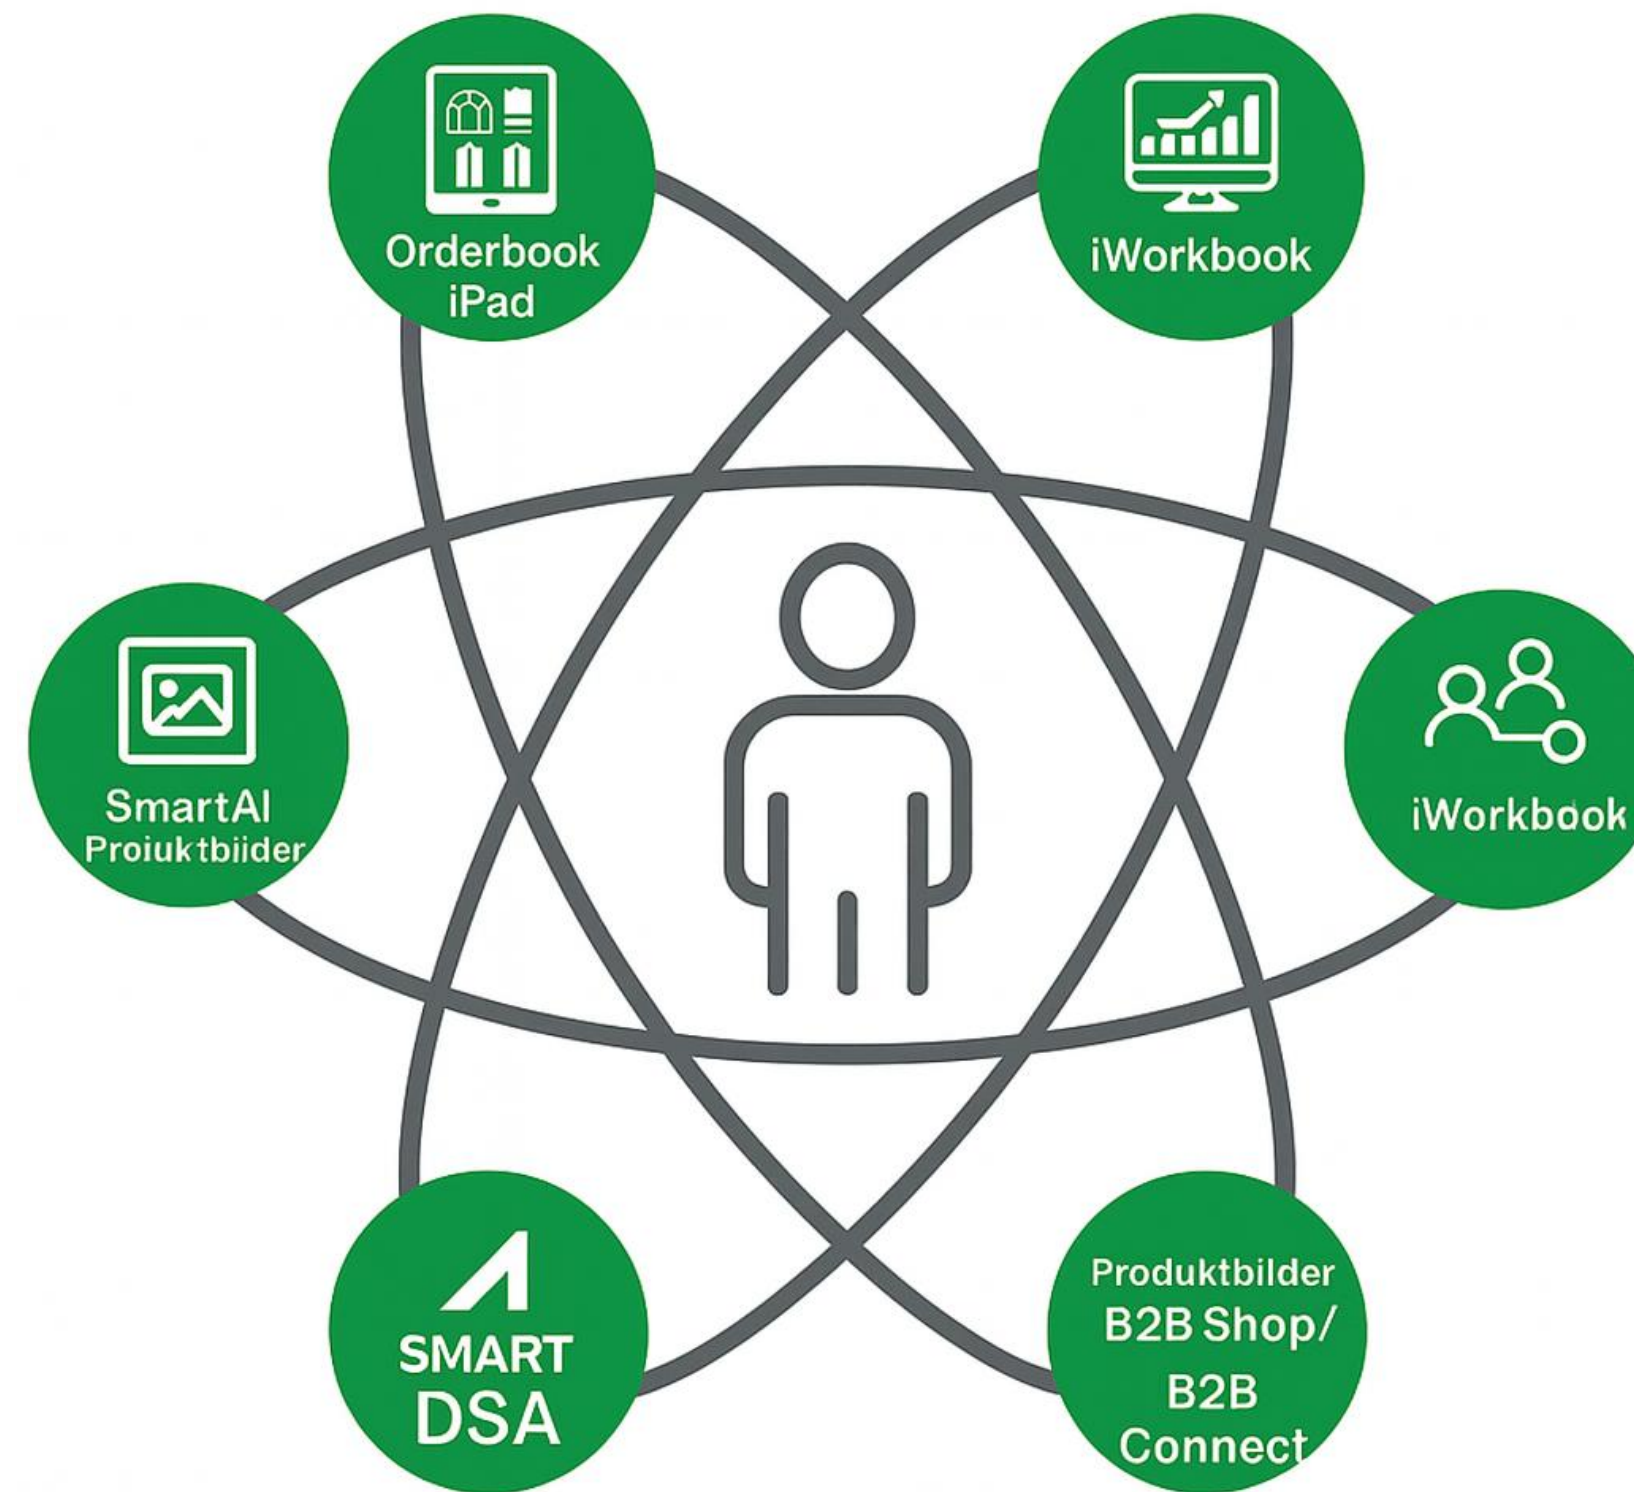 Orderbook
iPad
iWorkbook
SmartAI
Proiuktbiider
iWorkbook
SMART
DSA
Produktbilder
B2B Shop/
B2B
Connect